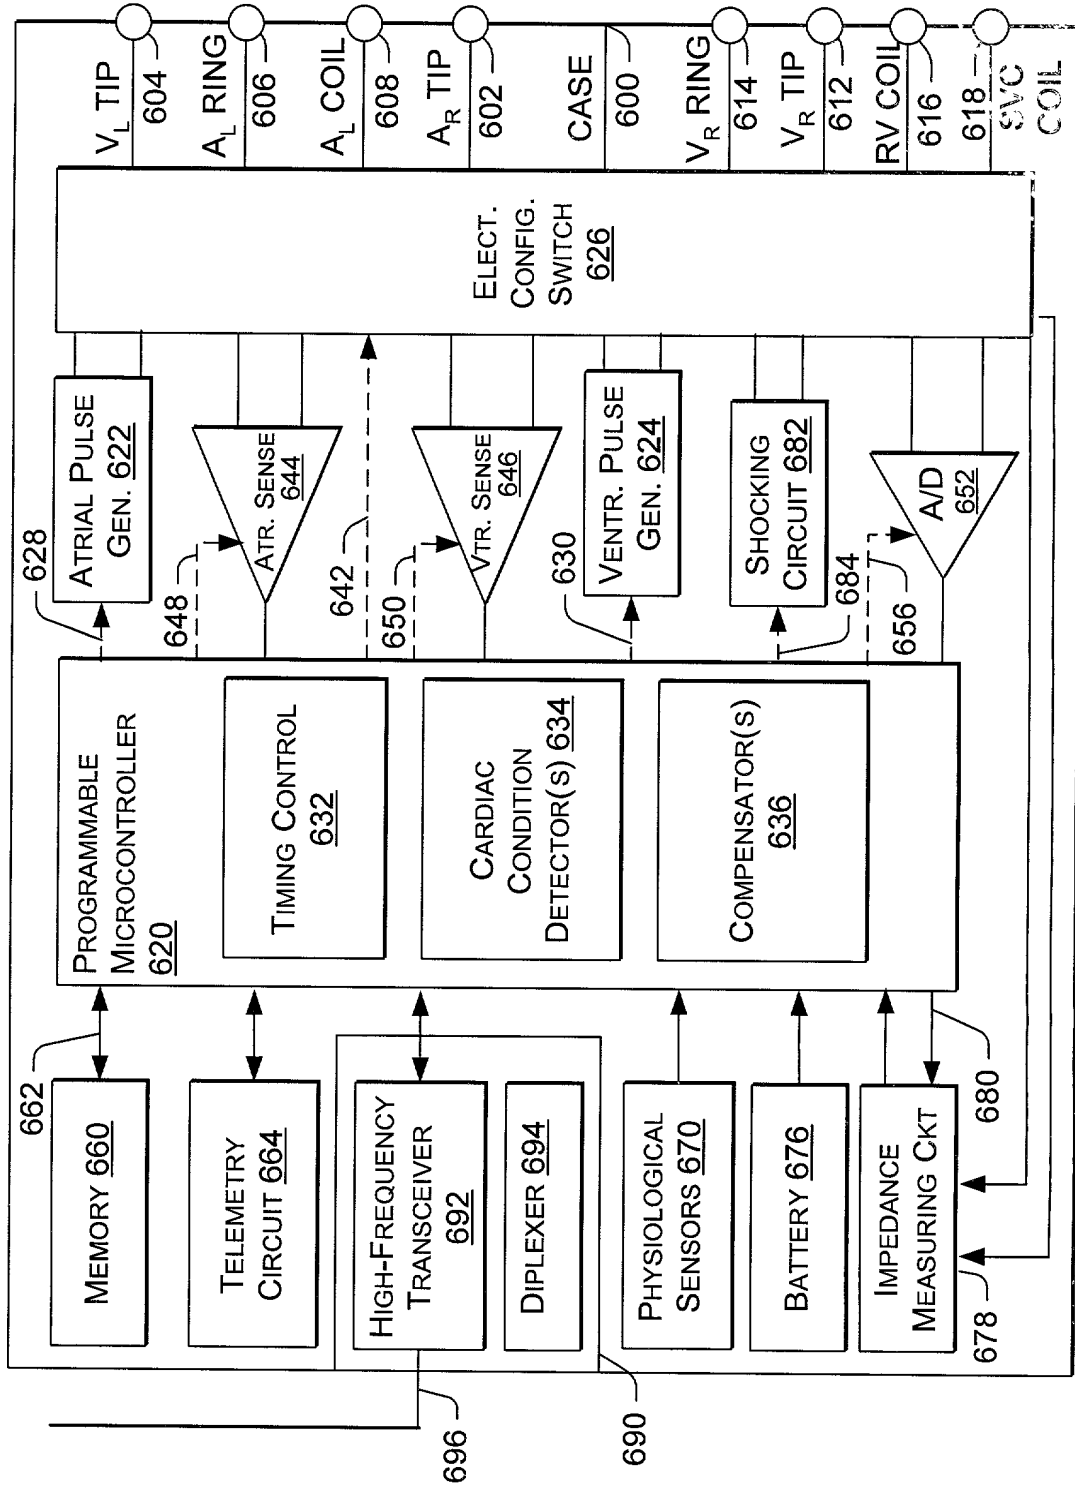 VL TIP
604
AL RING
606
AL COIL
608
AR TIP
602
CASE
600
VR RING
614
VR TIP
612
RV COIL
616
618
SVC
COIL
ELECT.
CONFIG.
SWITCH
626
628
ATRIAL PULSE
GEN. 622
648
ATR. SENSE
644
642
650
VTR. SENSE
646
630
VENTR. PULSE
GEN. 624
SHOCKING
CIRCUIT 682
684
656
A/D
652
PROGRAMMABLE
MICROCONTROLLER
620
TIMING CONTROL
632
CARDIAC
CONDITION
DETECTOR(S) 634
COMPENSATOR(S)
636
662
MEMORY 660
TELEMETRY
CIRCUIT 664
HIGH-FREQUENCY
TRANSCEIVER
692
DIPLEXER 694
PHYSIOLOGICAL
SENSORS 670
BATTERY 676
IMPEDANCE
MEASURING CKT
680
678
696
690